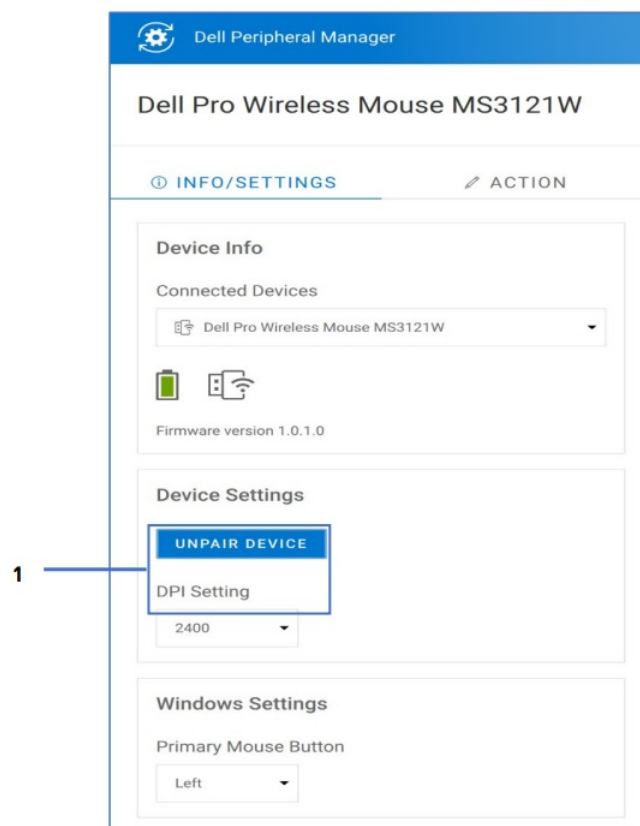 Dell Peripheral Manager
Dell Pro Wireless Mouse MS3121W
INFO/SETTINGS
ACTION
Device Info
Connected Devices
Dell Pro Wireless Mouse MS3121W
Firmware version 1.0.1.0
Device Settings
UNPAIR DEVICE
1
DPI Setting
2400
Windows Settings
Primary Mouse Button
Left